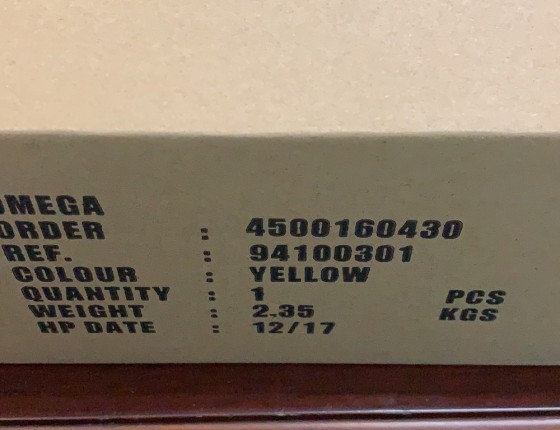 OMEGA
ORDER : 4500160430
REF. : 94100301
COLOUR : YELLOW
QUANTITY : 1 PCS
WEIGHT : 2.35 KGS
HP DATE : 12/17